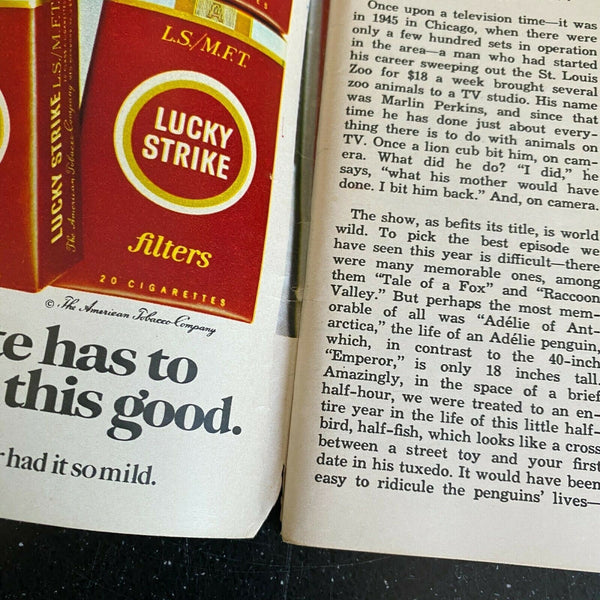 L.S./M.F.T.
LUCKY
STRIKE
filters
20 CIGARETTES
LUCKY STRIKE L.S./M.F.T.
The American Tobacco Company
© The American Tobacco Company
te has to
this good.
r had it so mild.
Once upon a television time—it was
in 1945 in Chicago, when there were
only a few hundred sets in operation
in the area—a man who had started
his career sweeping out the St. Louis
Zoo for $18 a week brought several
zoo animals to a TV studio. His name
was Marlin Perkins, and since that
time he has done just about every-
thing there is to do with animals on
TV. Once a lion cub bit him, on cam-
era. What did he do? “I did,” he
says, “what his mother would have
done. I bit him back.” And, on camera.
The show, as befits its title, is world
wild. To pick the best episode we
have seen this year is difficult—there
were many memorable ones, among
them “Tale of a Fox” and “Raccoon
Valley.” But perhaps the most mem-
orable of all was “Adélie of Ant-
arctica,” the life of an Adélie penguin,
which, in contrast to the 40-inch
“Emperor,” is only 18 inches tall.
Amazingly, in the space of a brief
half-hour, we were treated to an en-
tire year in the life of this little half-
bird, half-fish, which looks like a cross
between a street toy and your first
date in his tuxedo. It would have been
easy to ridicule the penguins’ lives—